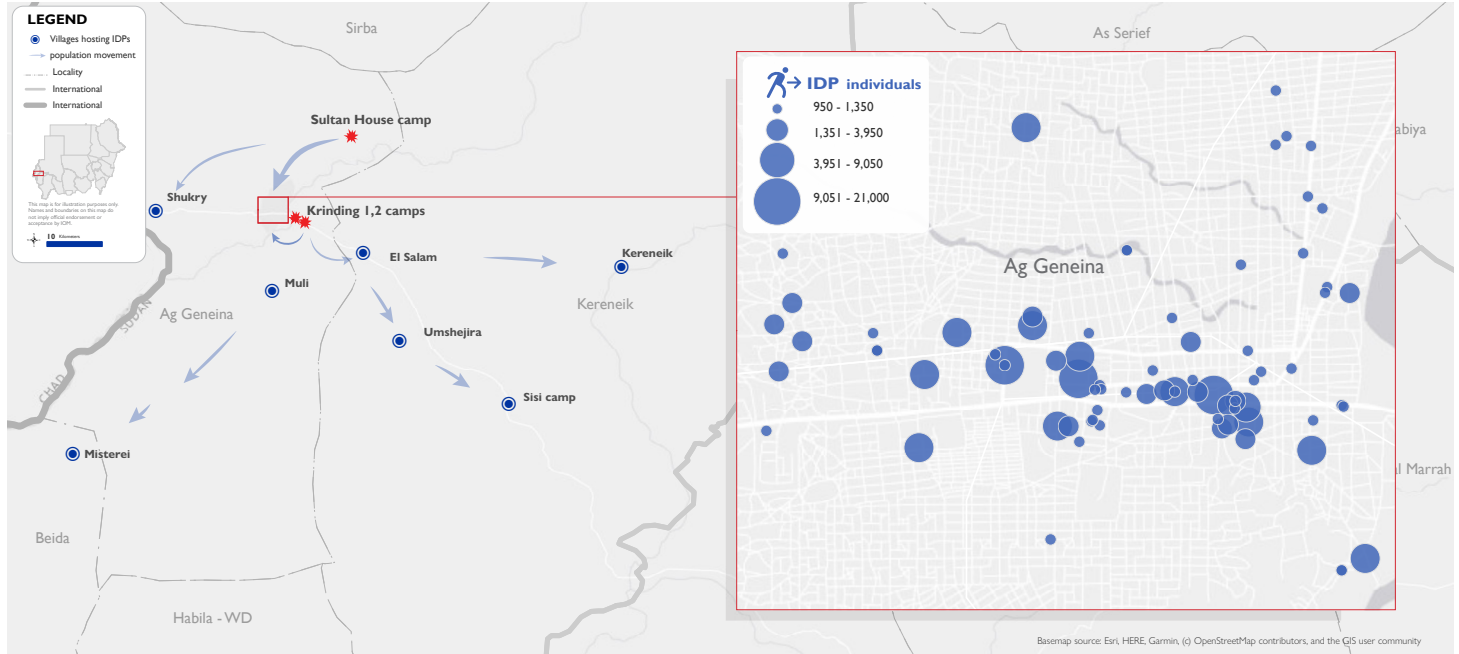 LEGEND
Villages hosting IDPs
population movement
Locality
International
International
This map is for illustration purposes only.
Names and boundaries on this map do
not imply official endorsement or
acceptance by IOM.
10 Kilometers
Sirba
As Serief
Sultan House camp
Shukry
Krinding 1,2 camps
El Salam
Kereneik
Muli
Ag Geneina
Kereneik
SUDAN
CHAD
Umshejira
Sisi camp
Misterei
Beida
Habila - WD
IDP individuals
950 - 1,350
1,351 - 3,950
3,951 - 9,050
9,051 - 21,000
Ag Geneina
abiya
l Marrah
Basemap source: Esri, HERE, Garmin, (c) OpenStreetMap contributors, and the GIS user community